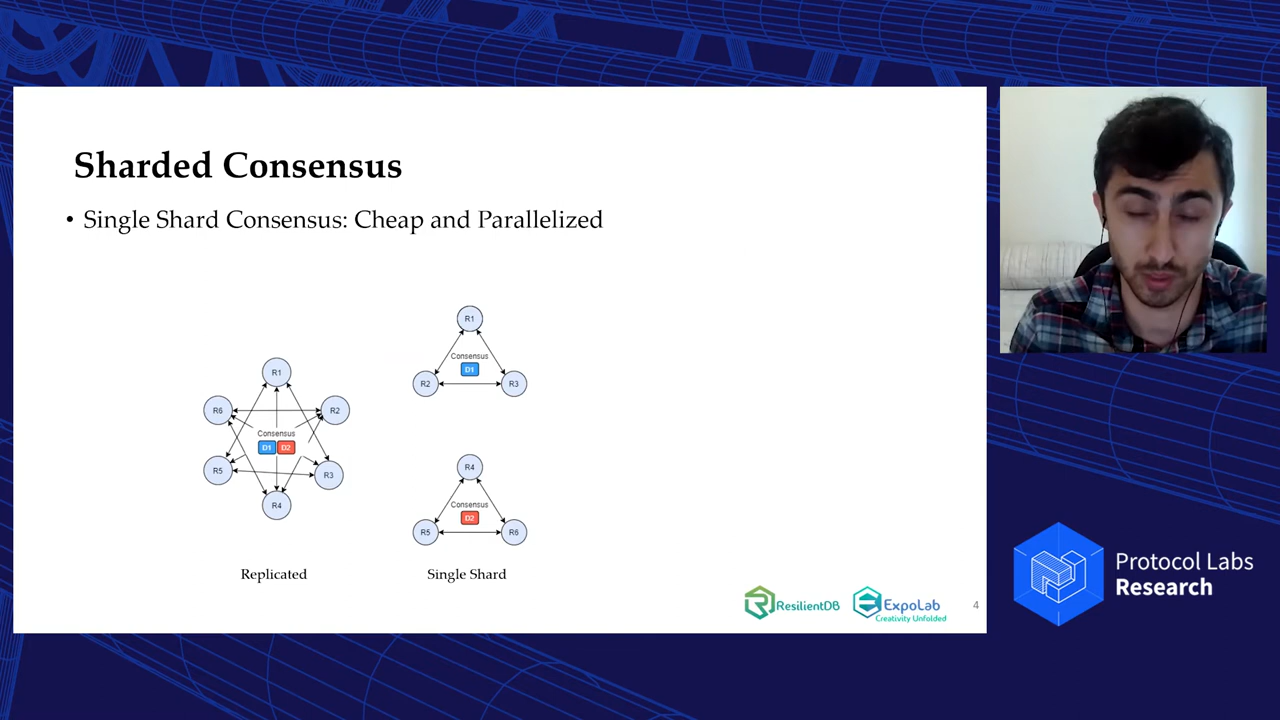 Sharded Consensus
• Single Shard Consensus: Cheap and Parallelized
R1
R6
R2
Consensus
D1 D2
R5
R3
R4
Replicated
R1
Consensus
D1
R2
R3
R4
Consensus
D2
R5
R6
Single Shard
ResilientDB
ExpoLab
Creativity Unfolded
4
Protocol Labs
Research